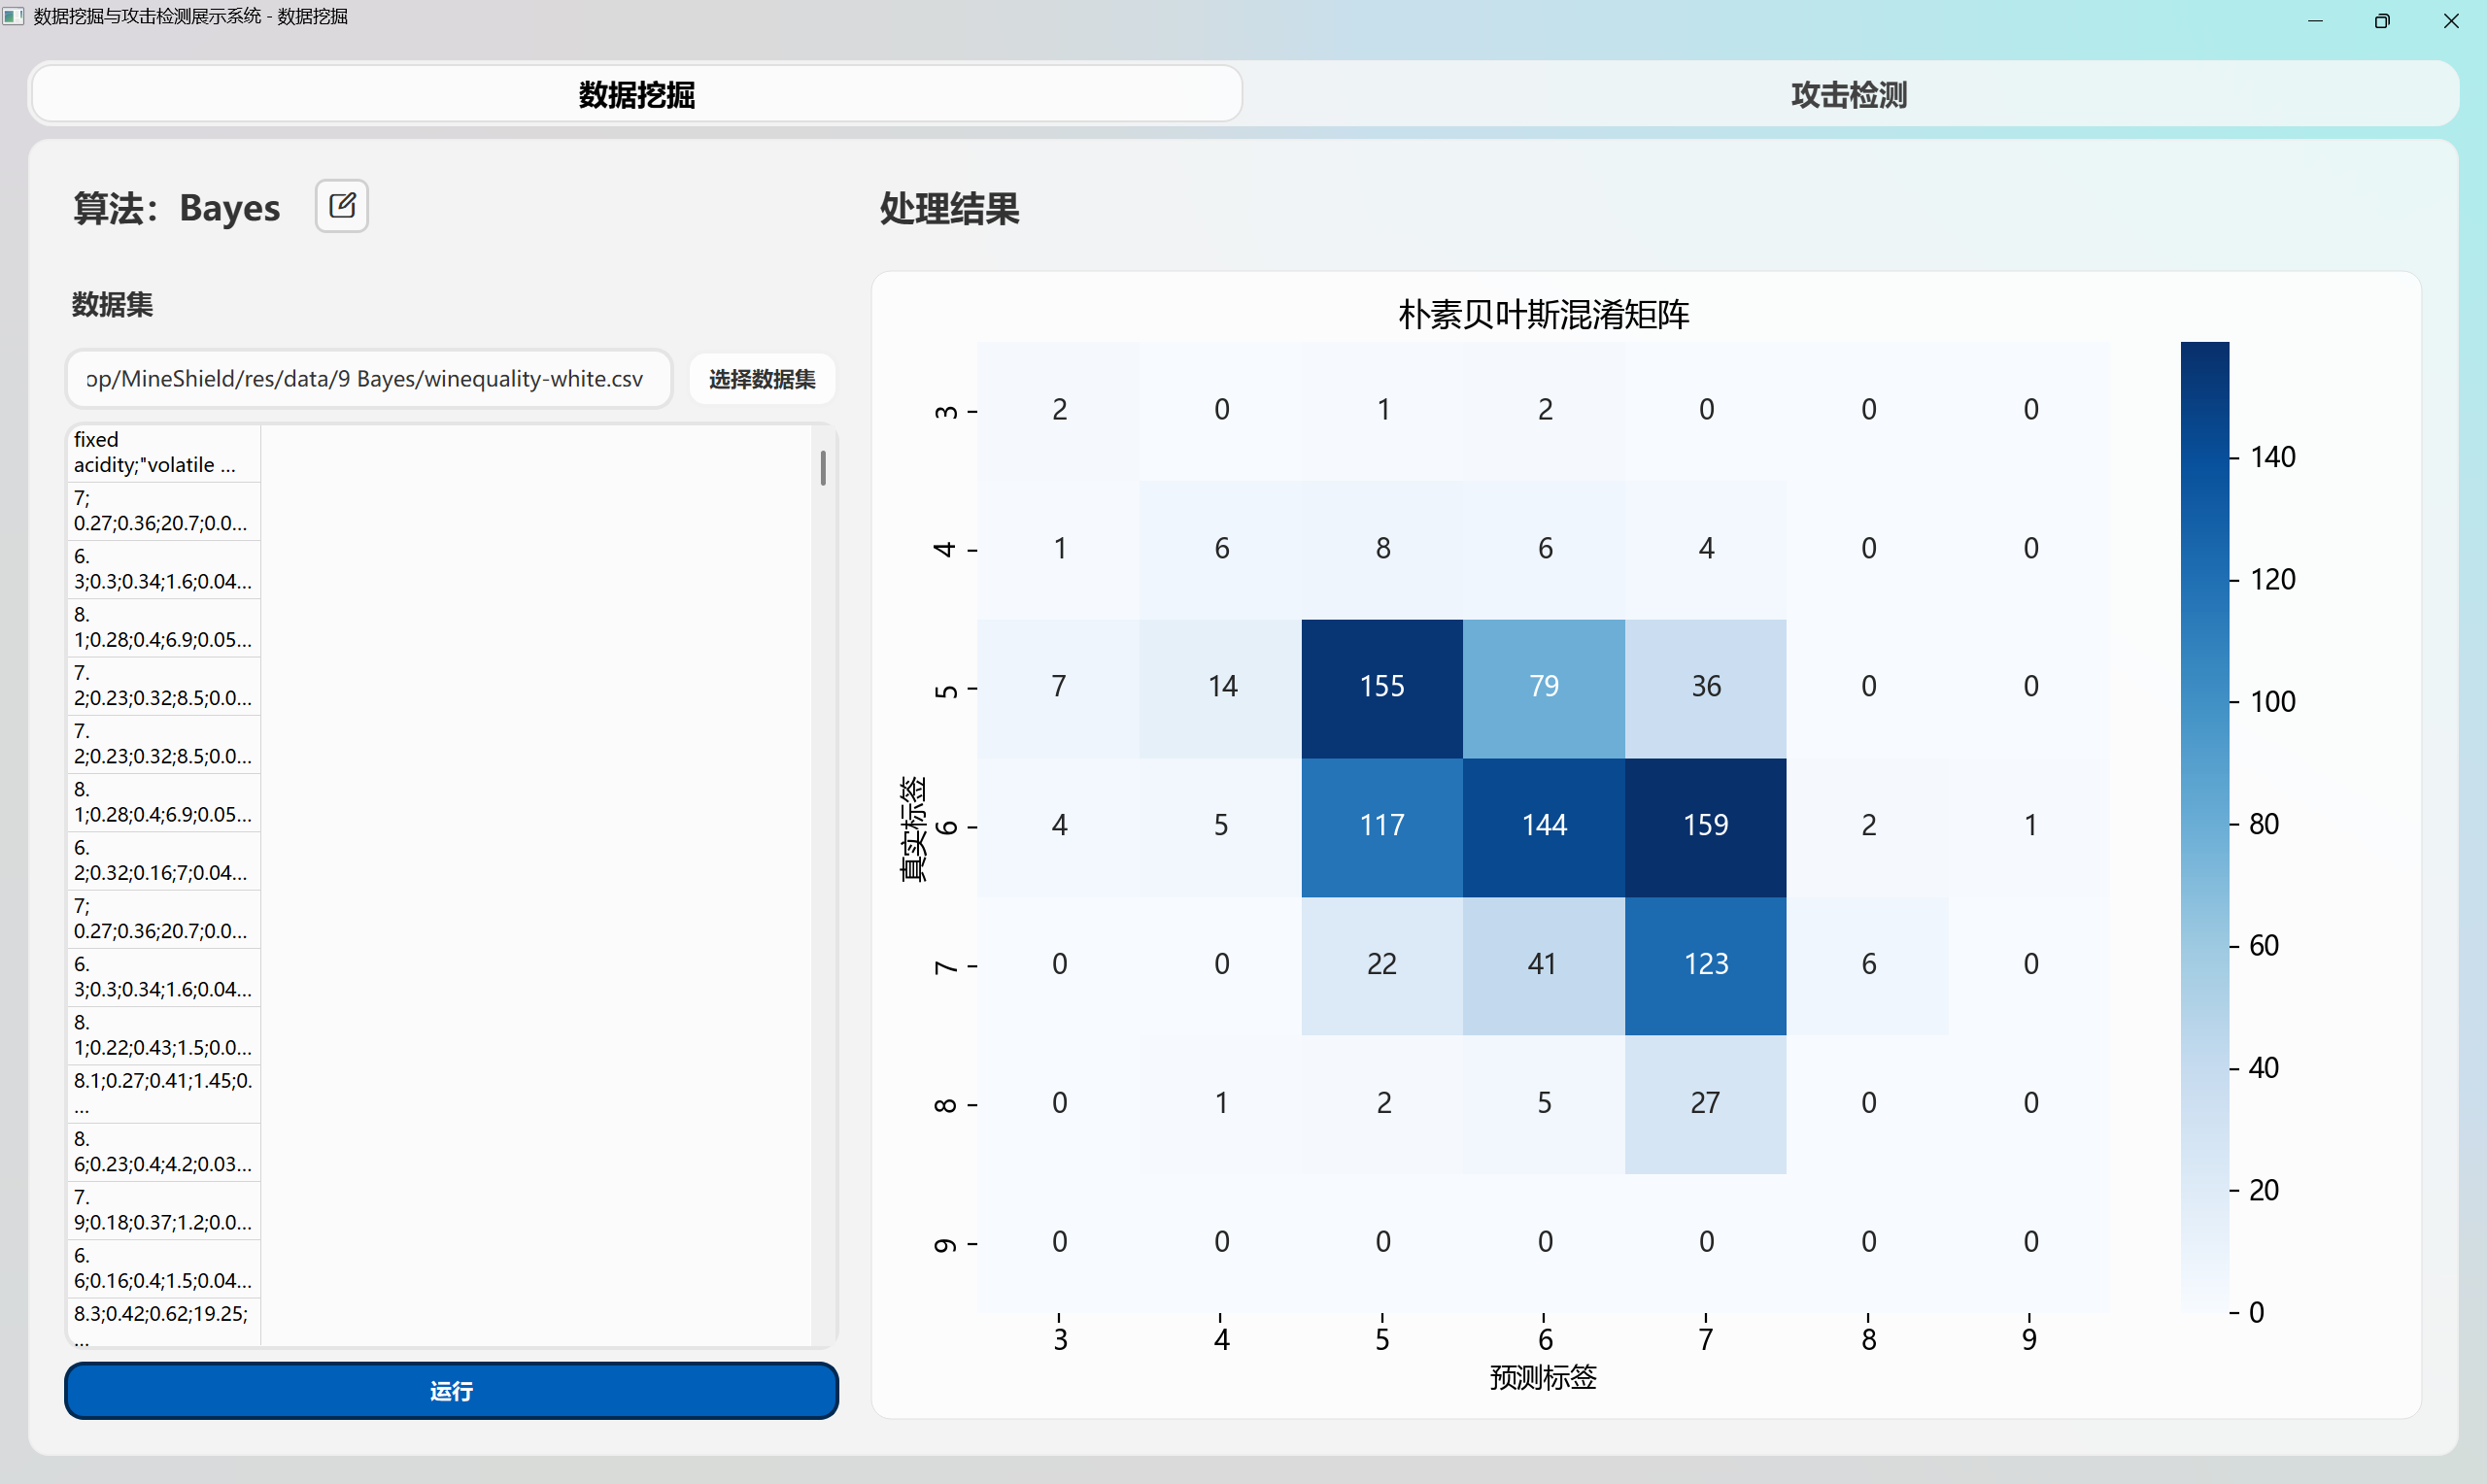 数据挖掘与攻击检测展示系统 - 数据挖掘
数据挖掘
攻击检测
算法：Bayes
处理结果
数据集
op/MineShield/res/data/9 Bayes/winequality-white.csv
选择数据集
fixed
acidity;"volatile ...
7;
0.27;0.36;20.7;0.0...
6.
3;0.3;0.34;1.6;0.04...
8.
1;0.28;0.4;6.9;0.05...
7.
2;0.23;0.32;8.5;0.0...
7.
2;0.23;0.32;8.5;0.0...
8.
1;0.28;0.4;6.9;0.05...
6.
2;0.32;0.16;7;0.04...
7;
0.27;0.36;20.7;0.0...
6.
3;0.3;0.34;1.6;0.04...
8.
1;0.22;0.43;1.5;0.0...
8.1;0.27;0.41;1.45;0.
...
8.
6;0.23;0.4;4.2;0.03...
7.
9;0.18;0.37;1.2;0.0...
6.
6;0.16;0.4;1.5;0.04...
8.3;0.42;0.62;19.25;
...
运行
朴素贝叶斯混淆矩阵
真实标签
3 2 0 1 2 0 0 0
4 1 6 8 6 4 0 0
5 7 14 155 79 36 0 0
6 4 5 117 144 159 2 1
7 0 0 22 41 123 6 0
8 0 1 2 5 27 0 0
9 0 0 0 0 0 0 0
3 4 5 6 7 8 9
预测标签
140
120
100
80
60
40
20
0